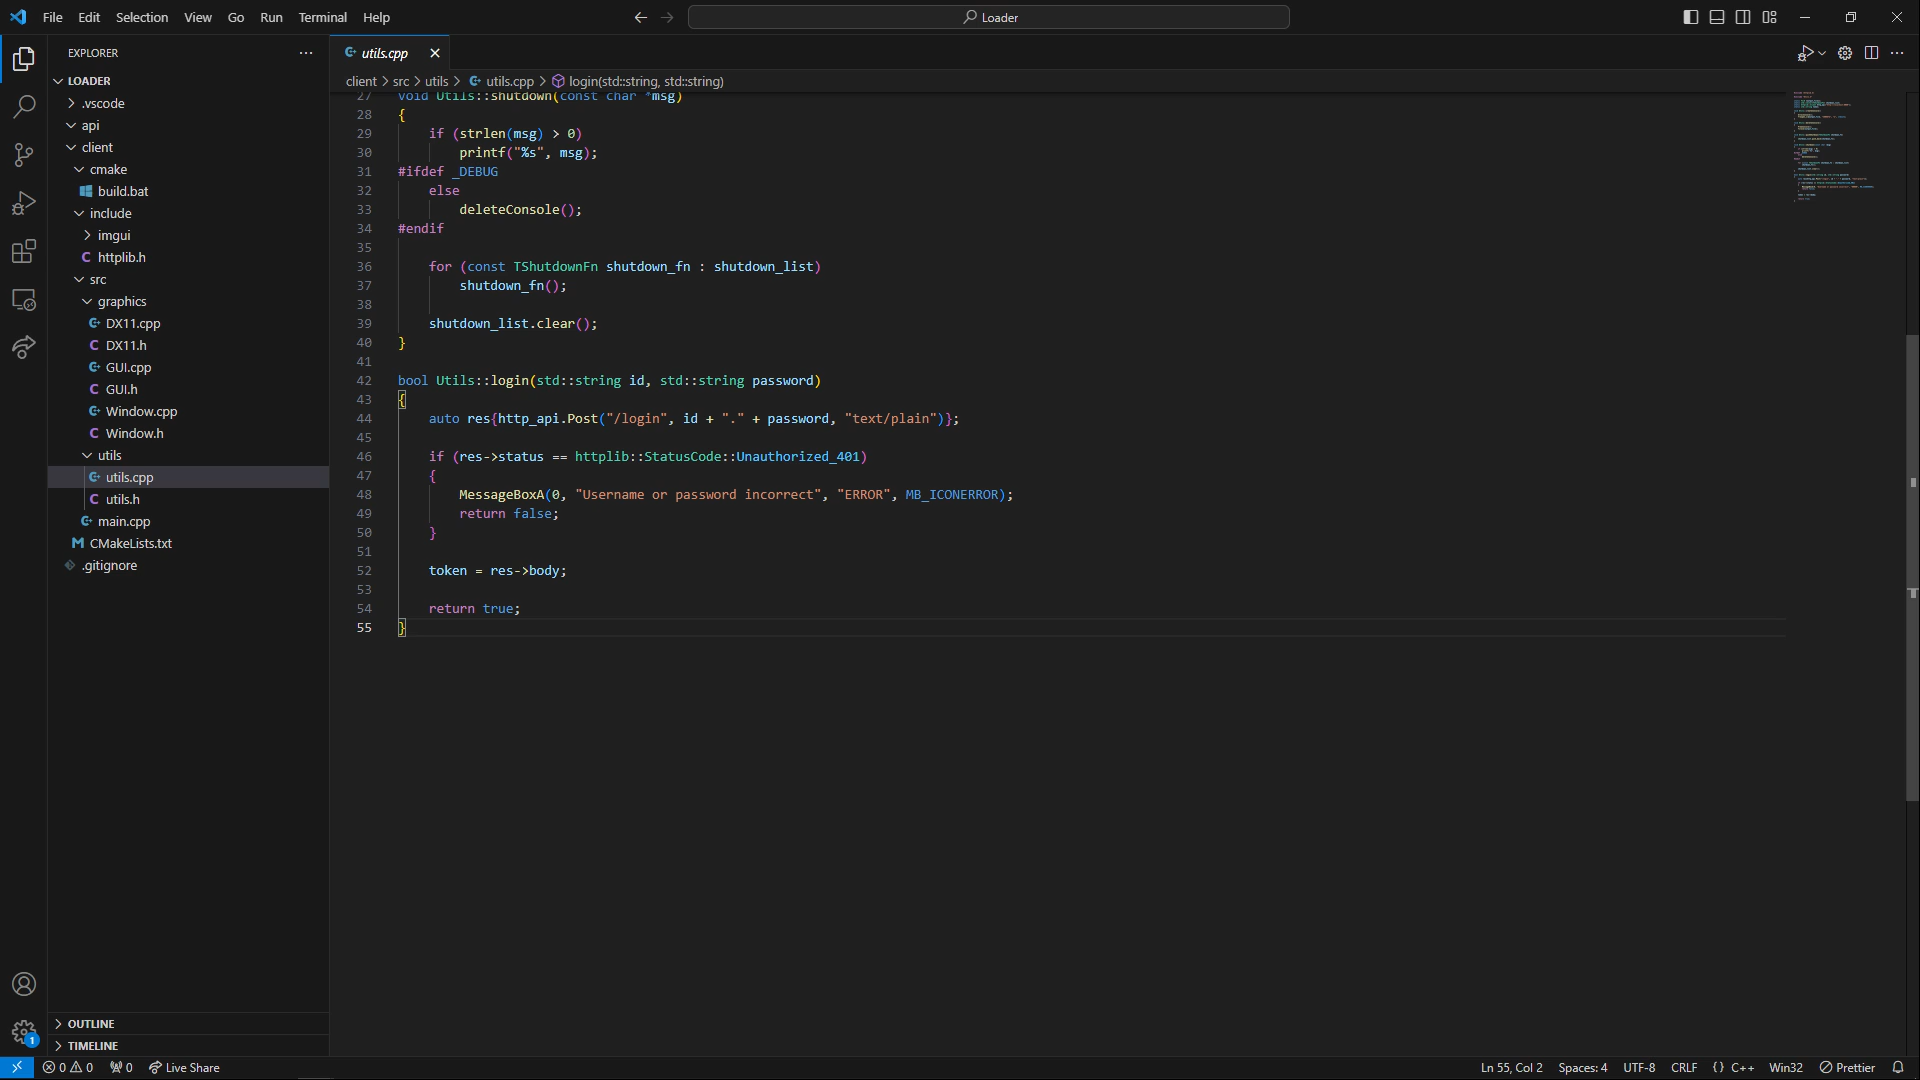 File Edit Selection View Go Run Terminal Help
Loader
EXPLORER
LOADER
.vscode
api
client
cmake
build.bat
include
imgui
httplib.h
src
graphics
DX11.cpp
DX11.h
GUI.cpp
GUI.h
Window.cpp
Window.h
utils
utils.cpp
utils.h
main.cpp
CMakeLists.txt
.gitignore
OUTLINE
TIMELINE
utils.cpp
client > src > utils > utils.cpp > login(std::string, std::string)
27 void Utils::shutdown(const char *msg)
28 {
29 if (strlen(msg) > 0)
30 printf("%s", msg);
31 #ifdef _DEBUG
32 else
33 deleteConsole();
34 #endif
35
36 for (const TShutdownFn shutdown_fn : shutdown_list)
37 shutdown_fn();
38
39 shutdown_list.clear();
40 }
41
42 bool Utils::login(std::string id, std::string password)
43 {
44 auto res{http_api.Post("/login", id + "." + password, "text/plain")};
45
46 if (res->status == httplib::StatusCode::Unauthorized_401)
47 {
48 MessageBoxA(0, "Username or password incorrect", "ERROR", MB_ICONERROR);
49 return false;
50 }
51
52 token = res->body;
53
54 return true;
55 }
1
0 0 0 Live Share
Ln 55, Col 2 Spaces: 4 UTF-8 CRLF {} C++ Win32 Prettier